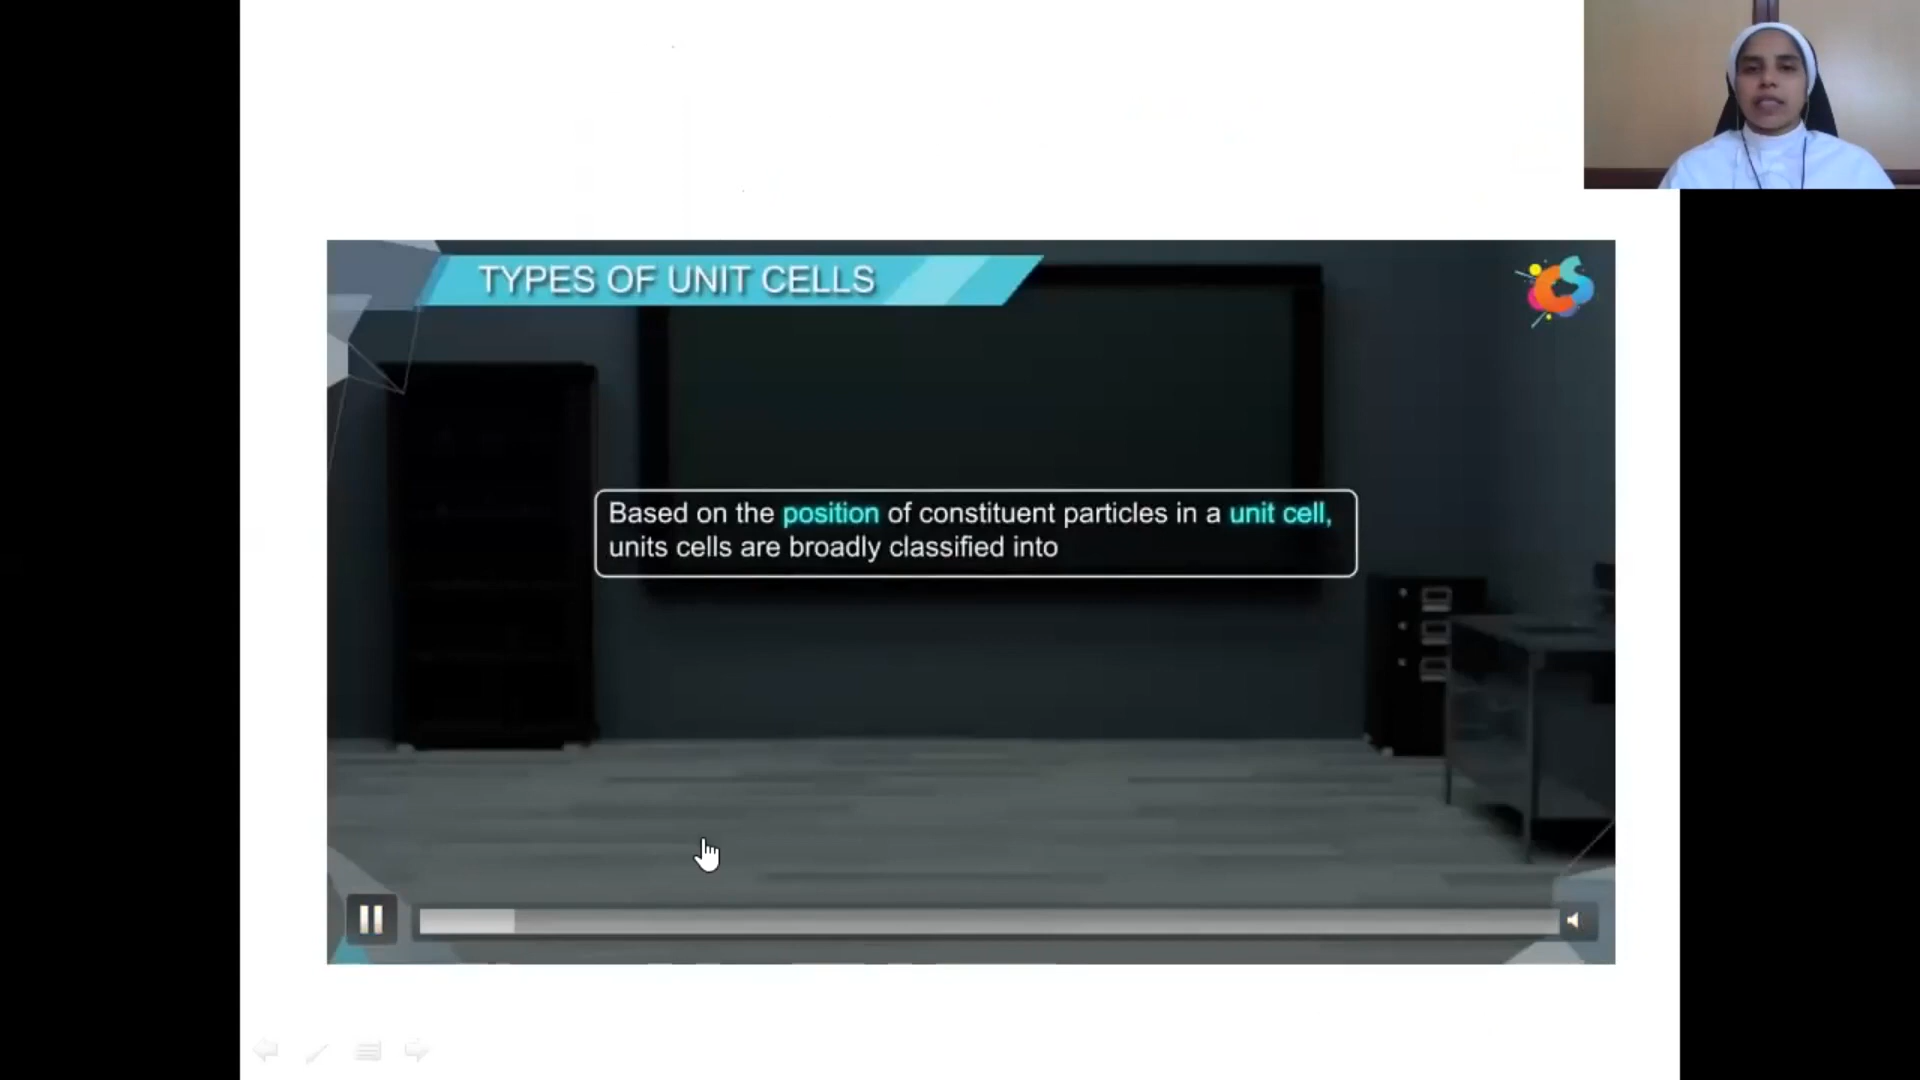 TYPES OF UNIT CELLS
Based on the position of constituent particles in a unit cell,
units cells are broadly classified into